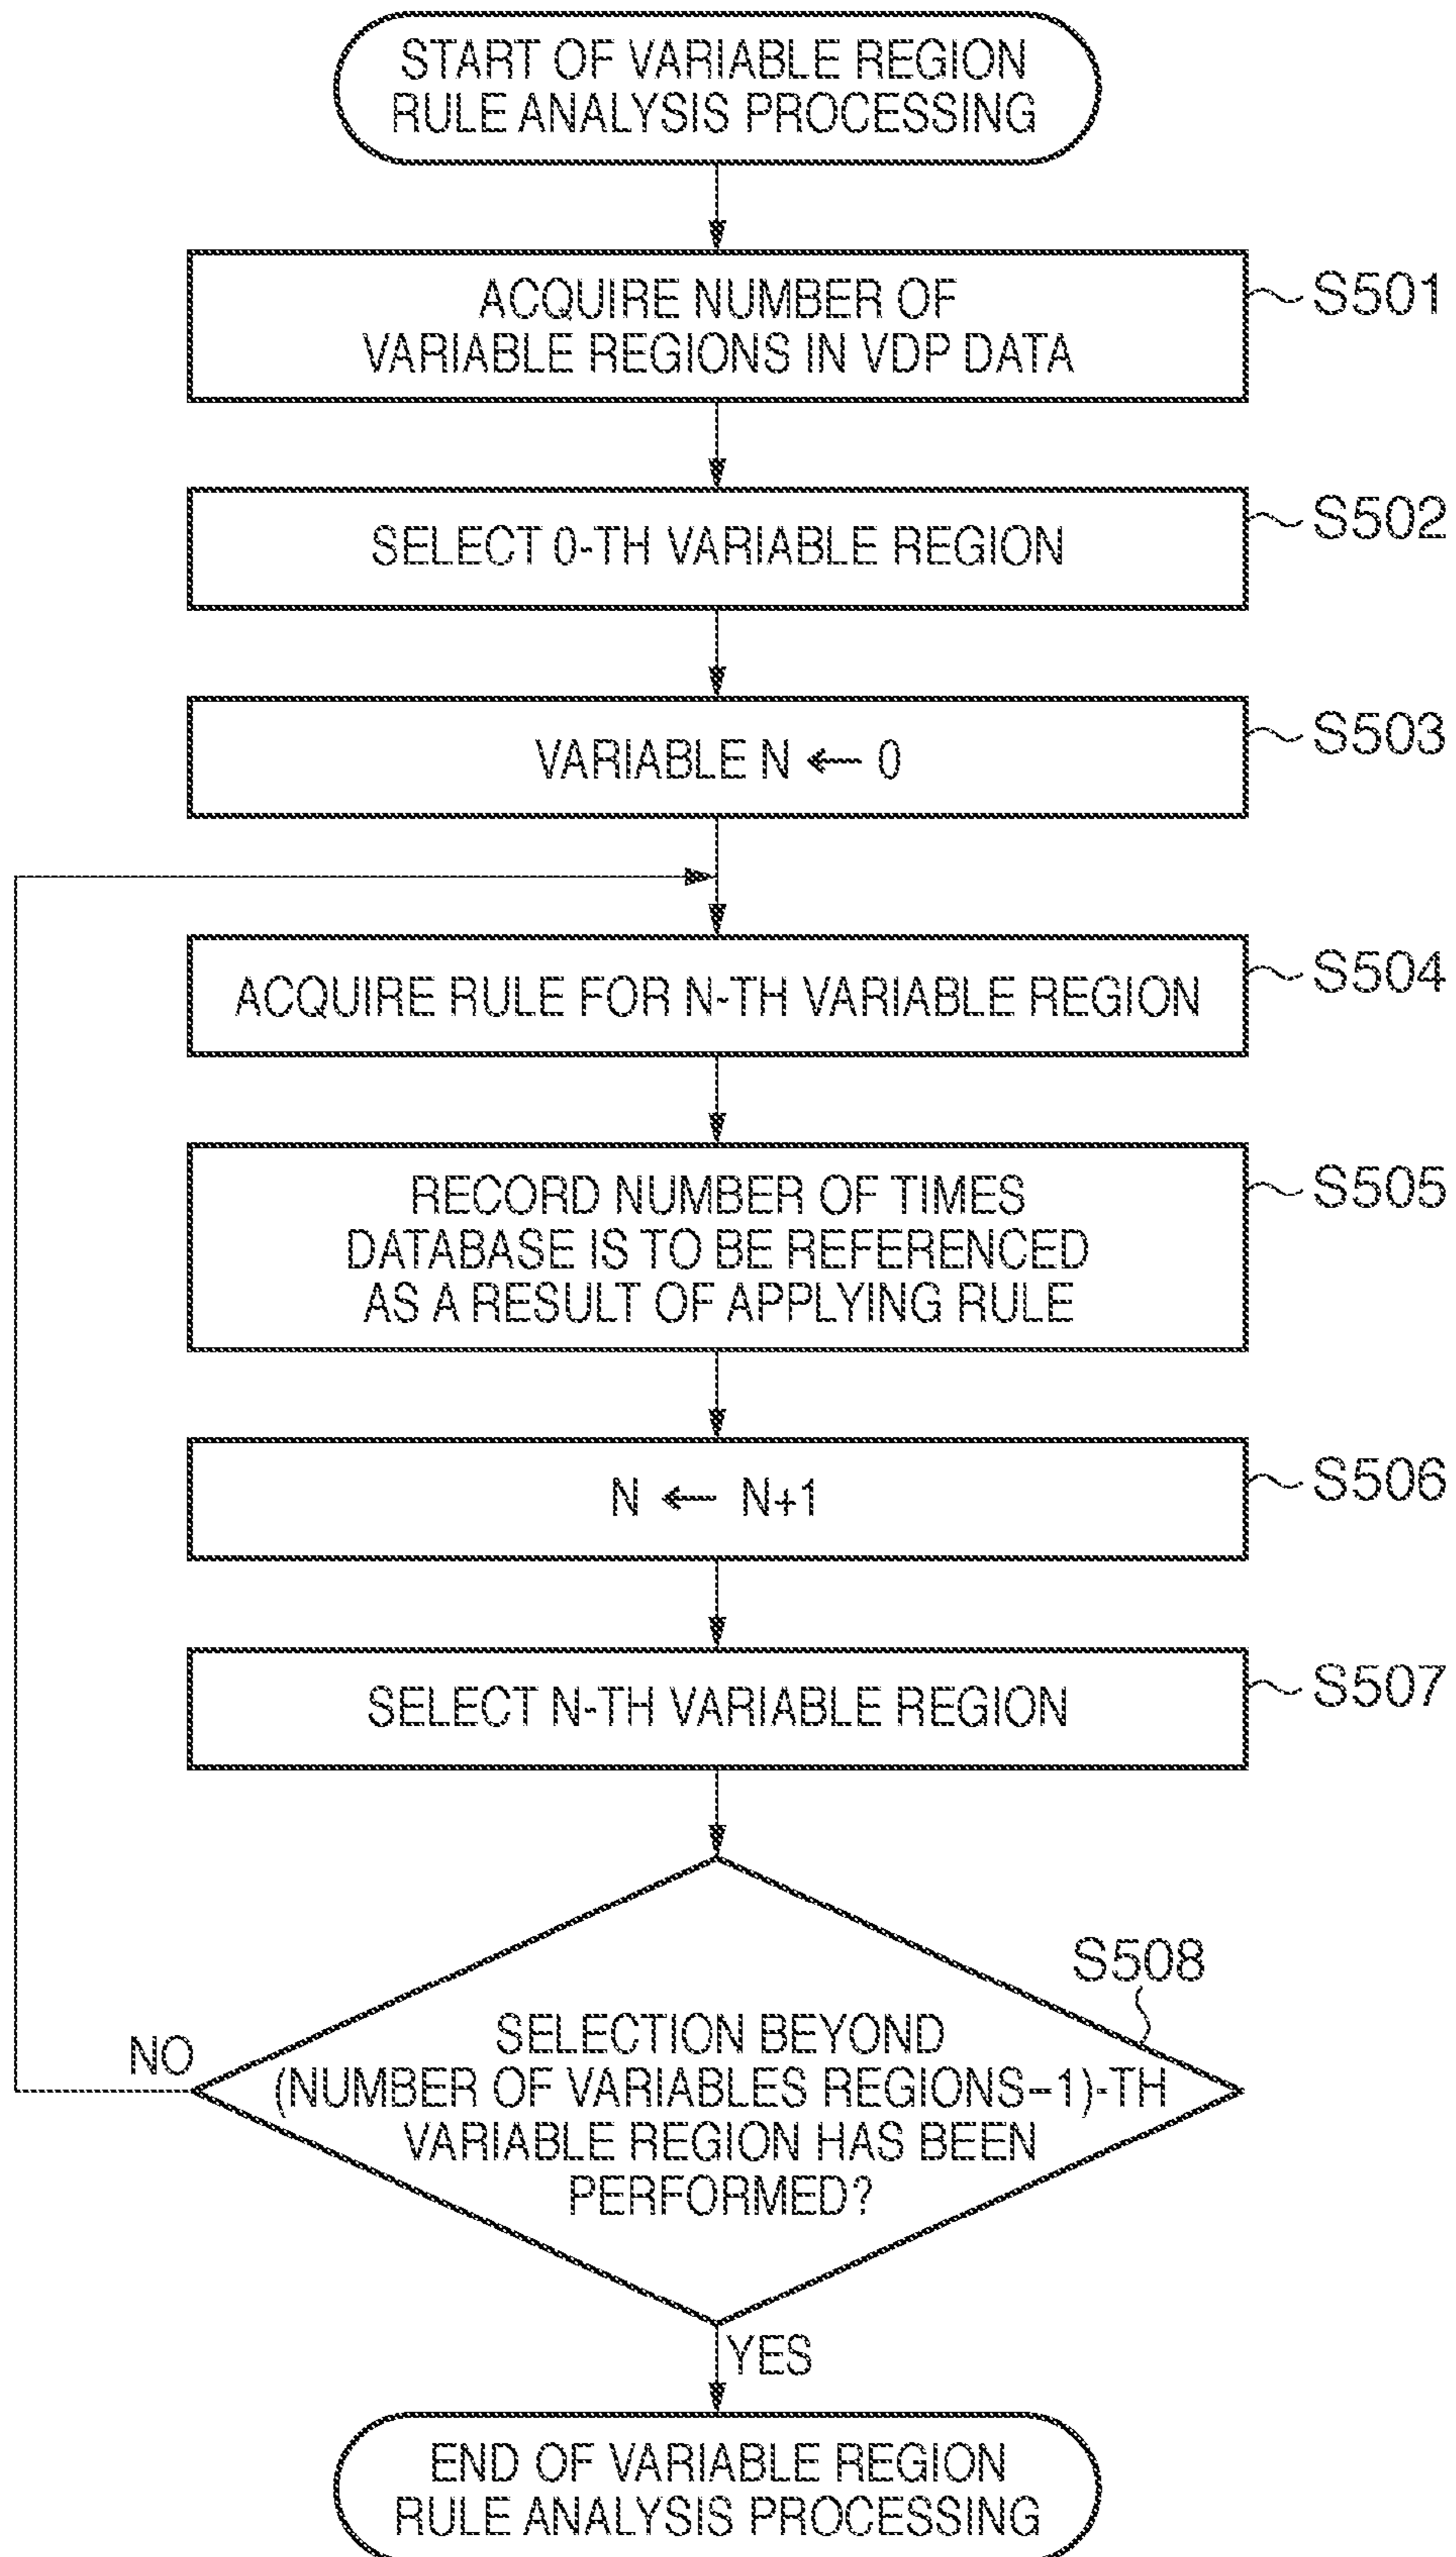 START OF VARIABLE REGION
RULE ANALYSIS PROCESSING
ACQUIRE NUMBER OF
VARIABLE REGIONS IN VDP DATA
S501
SELECT 0-TH VARIABLE REGION
S502
VARIABLE N ← 0
S503
ACQUIRE RULE FOR N-TH VARIABLE REGION
S504
RECORD NUMBER OF TIMES
DATABASE IS TO BE REFERENCED
AS A RESULT OF APPLYING RULE
S505
N ← N+1
S506
SELECT N-TH VARIABLE REGION
S507
S508
SELECTION BEYOND
(NUMBER OF VARIABLES REGIONS–1)-TH
VARIABLE REGION HAS BEEN
PERFORMED?
NO
YES
END OF VARIABLE REGION
RULE ANALYSIS PROCESSING